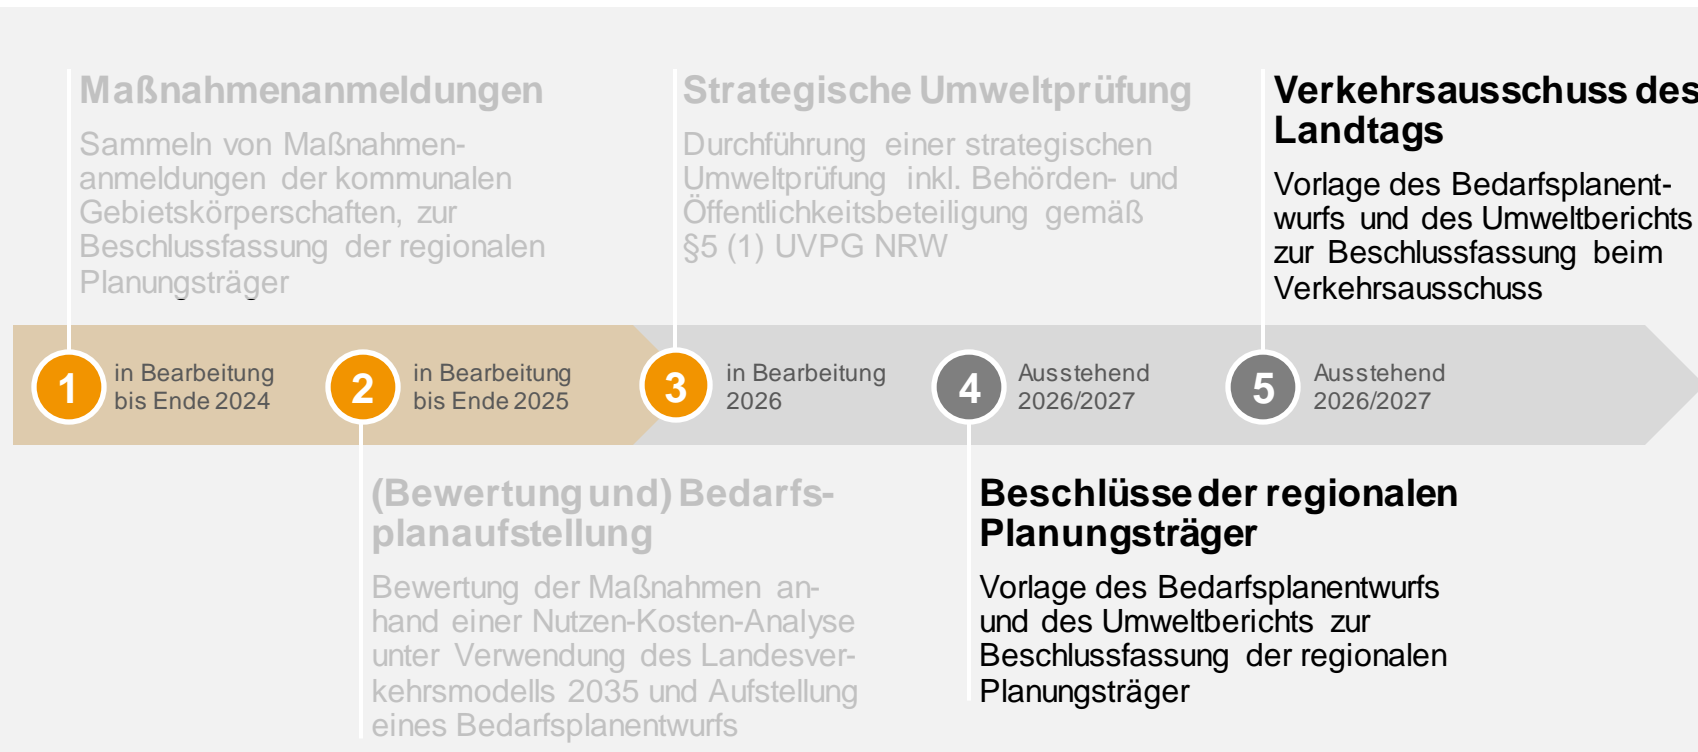 Maßnahmenanmeldungen
Sammeln von Maßnahmen-
anmeldungen der kommunalen
Gebietskörperschaften, zur
Beschlussfassung der regionalen
Planungsträger
Strategische Umweltprüfung
Durchführung einer strategischen
Umweltprüfung inkl. Behörden- und
Öffentlichkeitsbeteiligung gemäß
§5 (1) UVPG NRW
Verkehrsausschuss des
Landtags
Vorlage des Bedarfsplanent-
wurfs und des Umweltberichts
zur Beschlussfassung beim
Verkehrsausschuss
1
in Bearbeitung
bis Ende 2024
2
in Bearbeitung
bis Ende 2025
3
in Bearbeitung
2026
4
Ausstehend
2026/2027
5
Ausstehend
2026/2027
(Bewertung und) Bedarfs-
planaufstellung
Bewertung der Maßnahmen an-
hand einer Nutzen-Kosten-Analyse
unter Verwendung des Landesver-
kehrsmodells 2035 und Aufstellung
eines Bedarfsplanentwurfs
Beschlüsse der regionalen
Planungsträger
Vorlage des Bedarfsplanentwurfs
und des Umweltberichts zur
Beschlussfassung der regionalen
Planungsträger